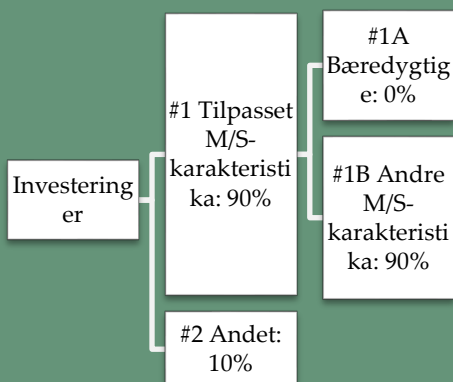 Investering
er
#1 Tilpasset
M/S-
karakteristi
ka: 90%
#2 Andet:
10%
#1A
Bæredygtig
e: 0%
#1B Andre
M/S-
karakteristi
ka: 90%